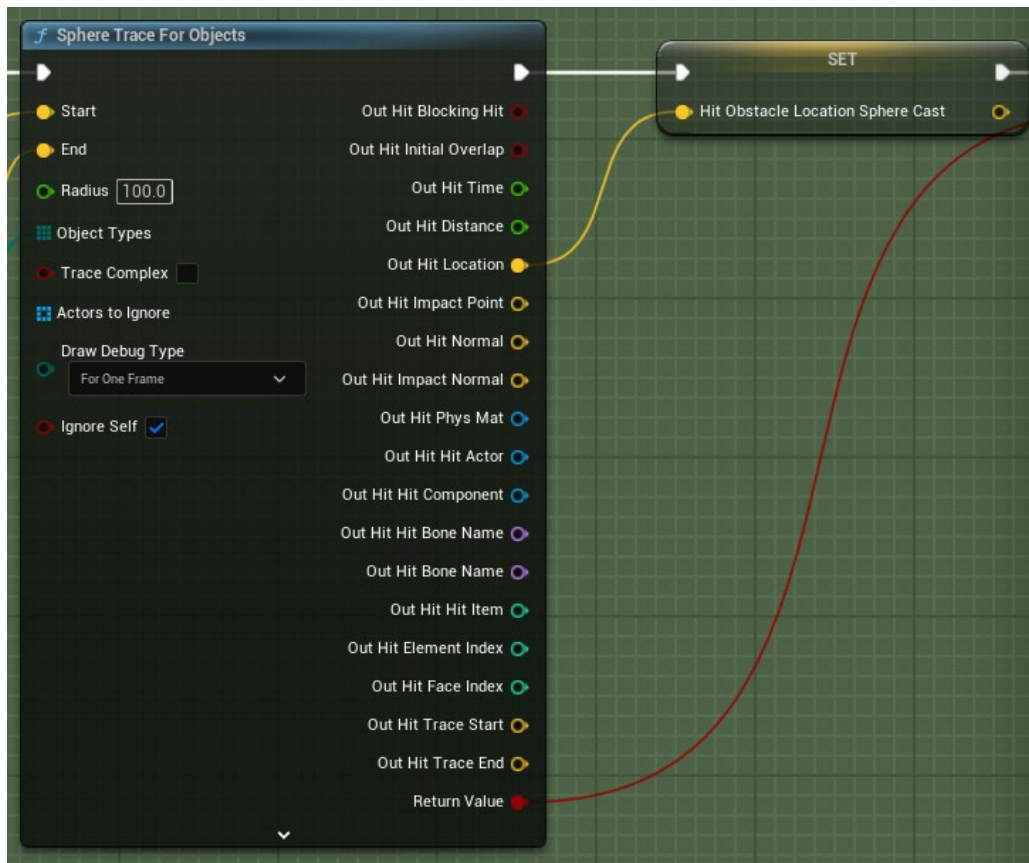 f Sphere Trace For Objects
SET
Start
Out Hit Blocking Hit
Hit Obstacle Location Sphere Cast
End
Out Hit Initial Overlap
Radius 100.0
Out Hit Time
Object Types
Out Hit Distance
Trace Complex
Out Hit Location
Actors to Ignore
Out Hit Impact Point
Draw Debug Type
Out Hit Normal
For One Frame
Out Hit Impact Normal
Ignore Self
Out Hit Phys Mat
Out Hit Hit Actor
Out Hit Hit Component
Out Hit Hit Bone Name
Out Hit Bone Name
Out Hit Hit Item
Out Hit Element Index
Out Hit Face Index
Out Hit Trace Start
Out Hit Trace End
Return Value